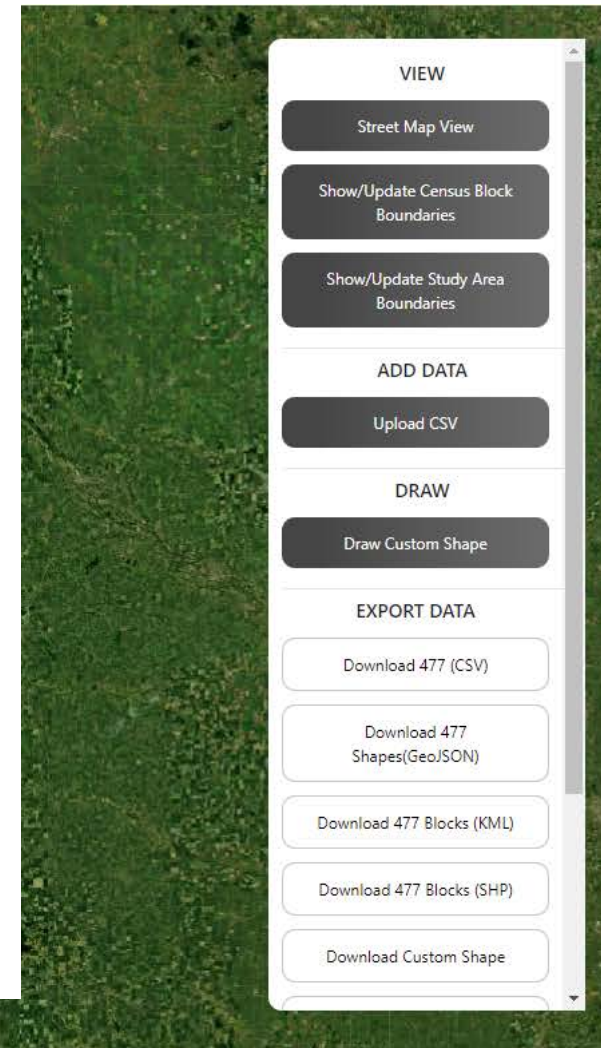 VIEW
Street Map View
Show/Update Census Block
Boundaries
Show/Update Study Area
Boundaries
ADD DATA
Upload CSV
DRAW
Draw Custom Shape
EXPORT DATA
Download 477 (CSV)
Download 477
Shapes(GeoJSON)
Download 477 Blocks (KML)
Download 477 Blocks (SHP)
Download Custom Shape